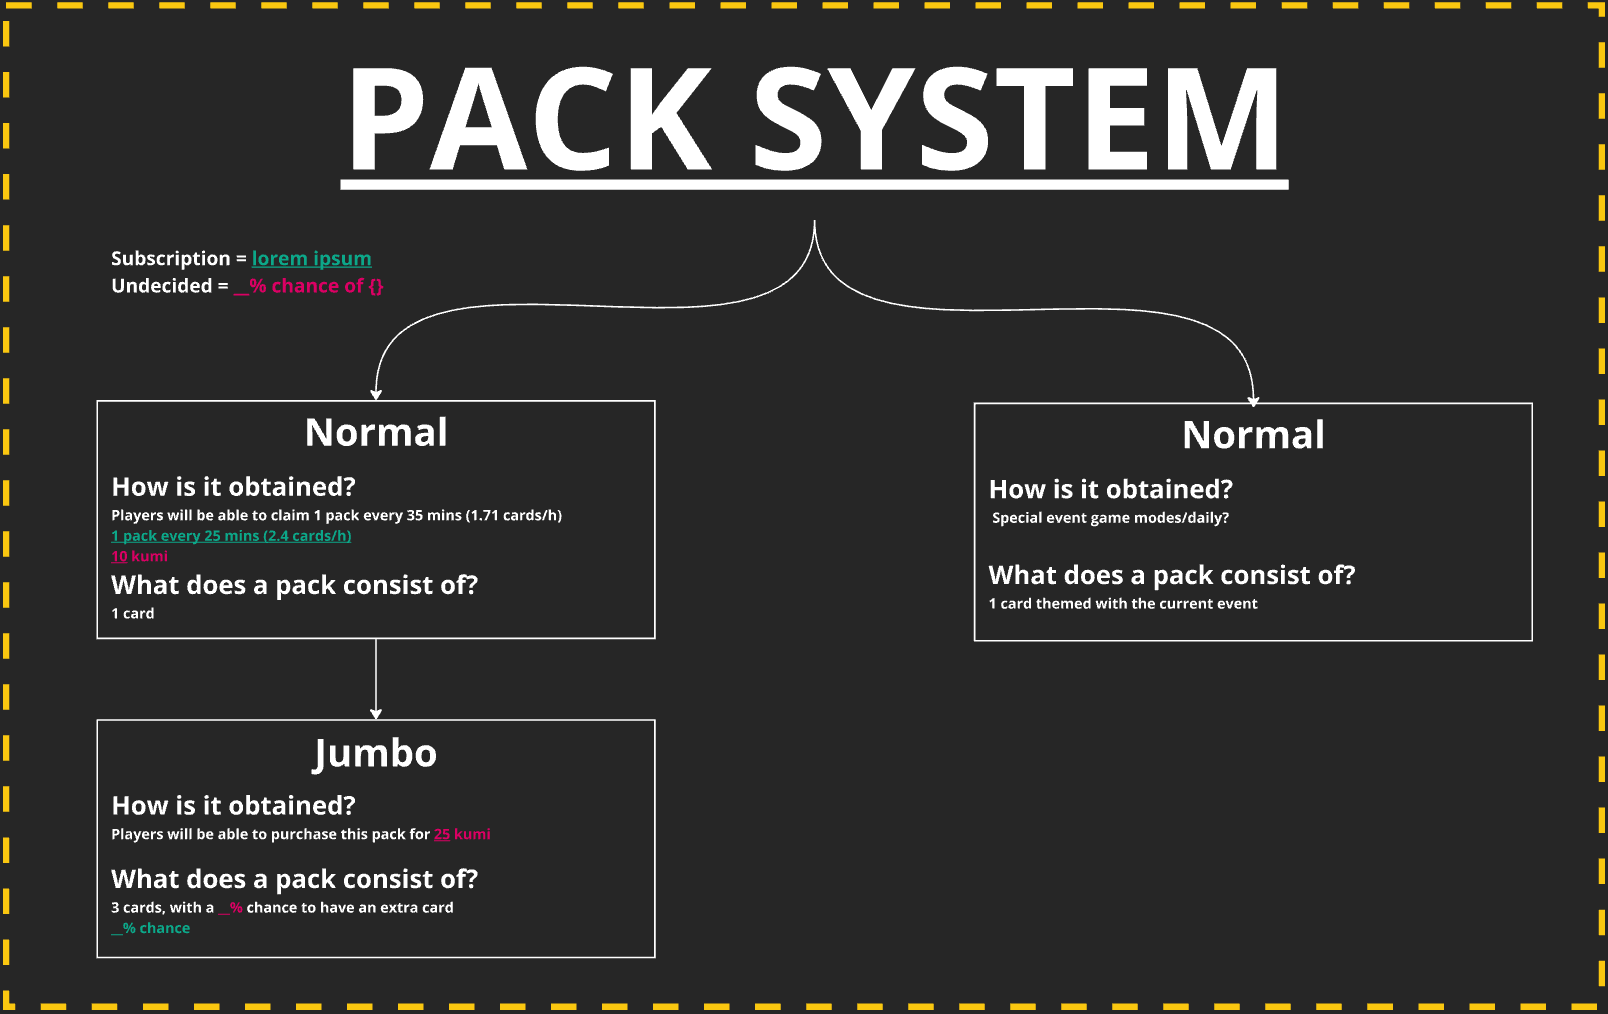 PACK SYSTEM
Subscription = lorem ipsum
Undecided = __% chance of {}
Normal
How is it obtained?
Players will be able to claim 1 pack every 35 mins (1.71 cards/h)
1 pack every 25 mins (2.4 cards/h)
10 kumi
What does a pack consist of?
1 card
Jumbo
How is it obtained?
Players will be able to purchase this pack for 25 kumi
What does a pack consist of?
3 cards, with a __% chance to have an extra card
__% chance
Normal
How is it obtained?
Special event game modes/daily?
What does a pack consist of?
1 card themed with the current event